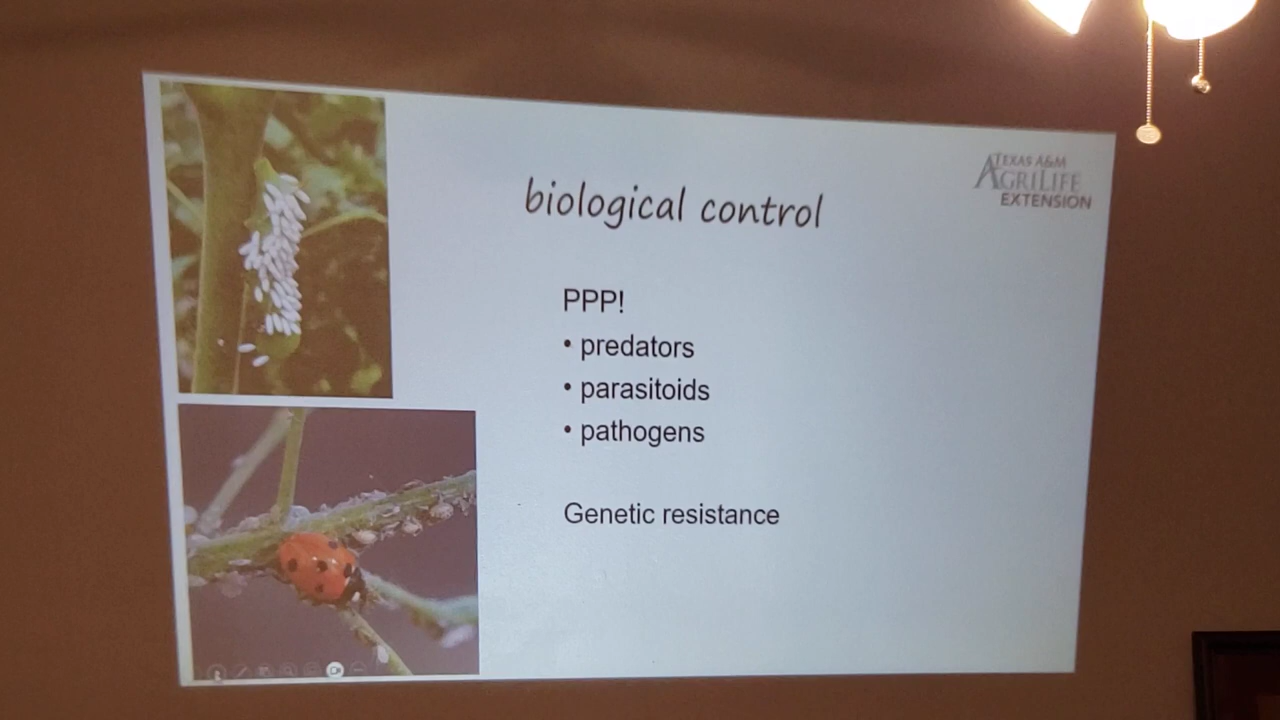 biological control
TEXAS A&M
AGRILIFE
EXTENSION
PPP!
• predators
• parasitoids
• pathogens
Genetic resistance